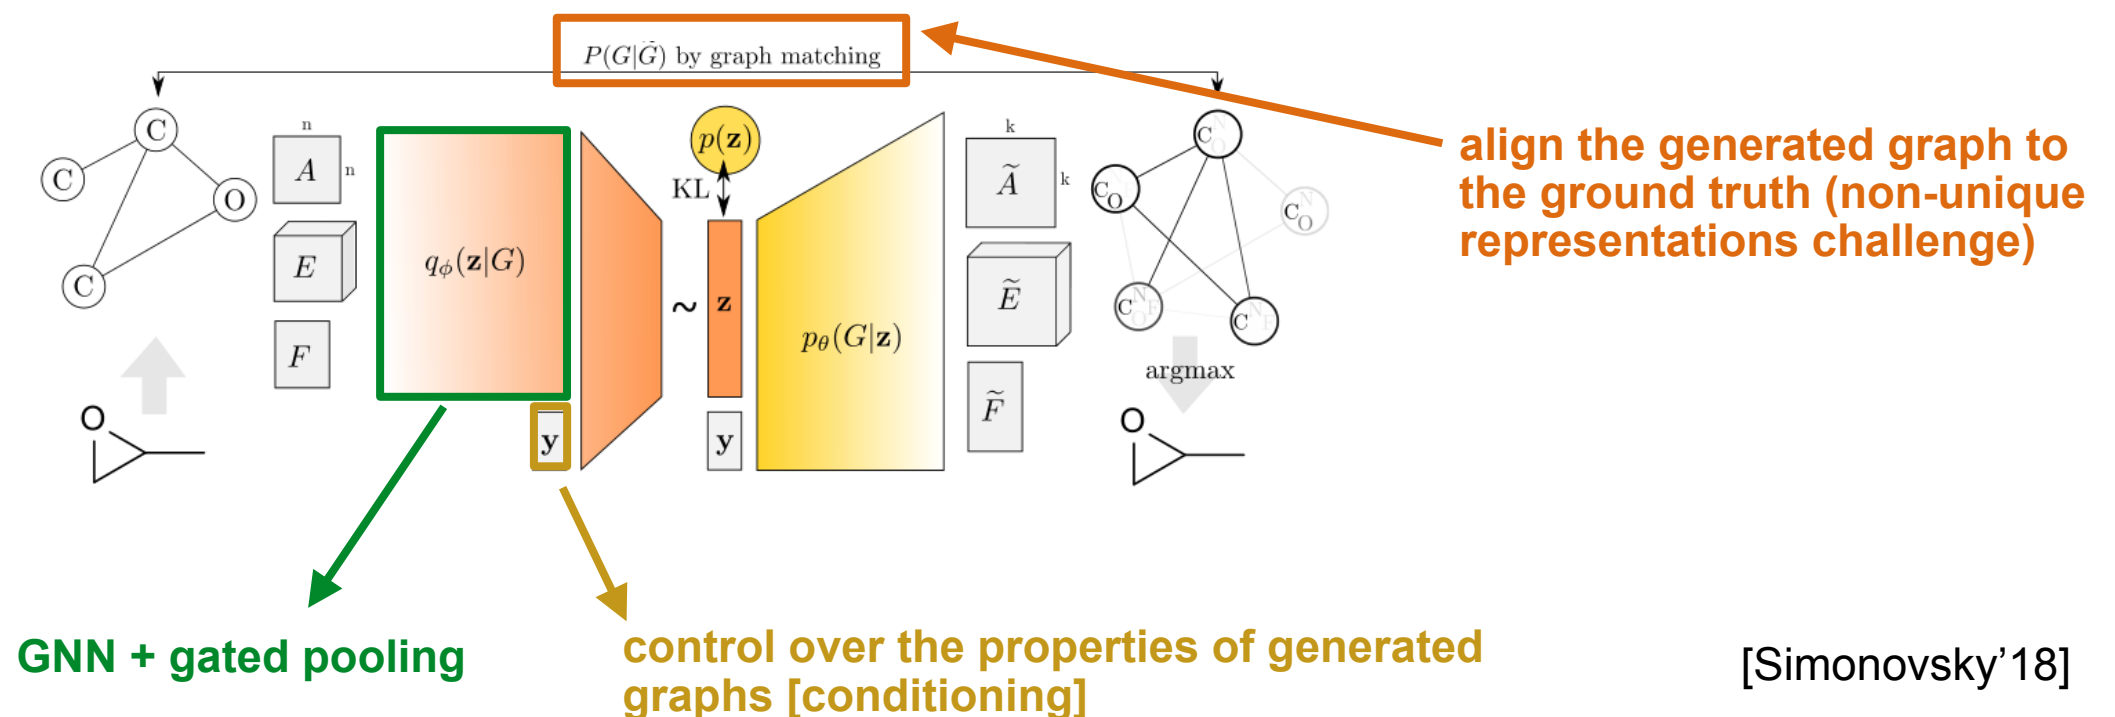 P(G|G̃) by graph matching
C
C
O
C
n
A n
E
F
q_ϕ(z|G)
y
p(z)
KL
~ z
y
p_θ(G|z)
k
Ã k
Ẽ
F̃
C N O
C O
C N O
C N O F
C N F
argmax
O
O
align the generated graph to
the ground truth (non-unique
representations challenge)
GNN + gated pooling
control over the properties of generated
graphs [conditioning]
[Simonovsky’18]